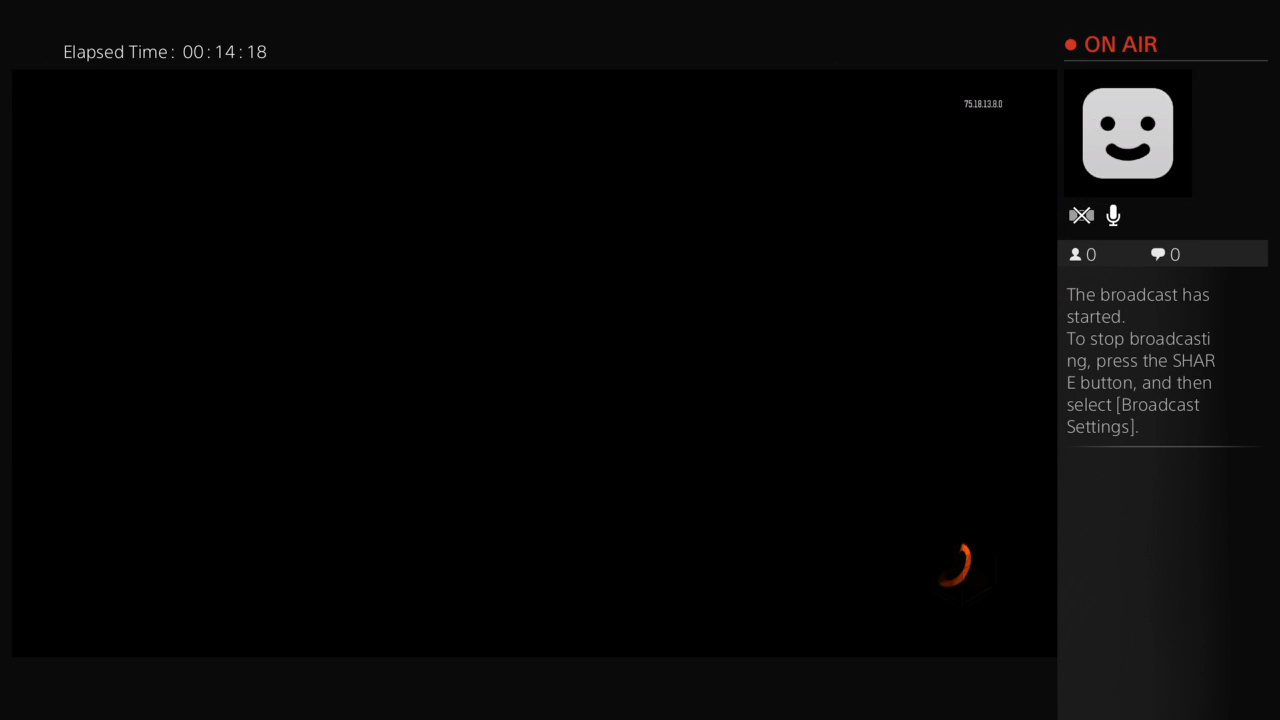 Elapsed Time: 00:14:18
ON AIR
75.18.13.8.0
0 0
The broadcast has
started.
To stop broadcasti
ng, press the SHAR
E button, and then
select [Broadcast
Settings].